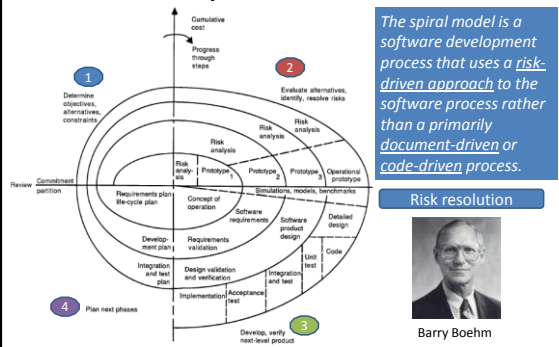 Cumulative
cost
Progress
through
steps
1
2
Determine
objectives,
alternatives,
constraints
Evaluate alternatives,
identify, resolve risks
Risk
analysis
Risk
analysis
Risk
analysis
Risk
analy-
sis
Prototype
1
Prototype
2
Prototype
3
Operational
prototype
Review
Commitment
partition
Simulations, models, benchmarks
Requirements plan
life-cycle plan
Concept of
operation
Software
requirements
Software
product
design
Detailed
design
Develop-
ment plan
Requirements
validation
Code
Unit
test
Integration
and test
plan
Design validation
and verification
Integration
and test
Acceptance
test
Implementation
4
Plan next phases
3
Develop, verify
next-level product
The spiral model is a
software development
process that uses a risk-
driven approach to the
software process rather
than a primarily
document-driven or
code-driven process.
Risk resolution
Barry Boehm